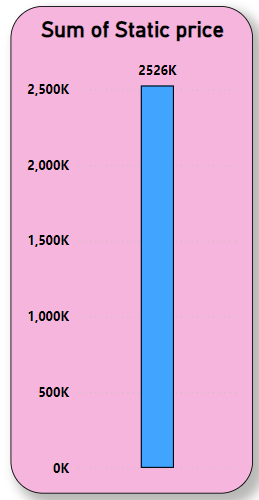 Sum of Static price
2526K
2,500K
2,000K
1,500K
1,000K
500K
0K